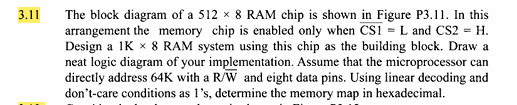 3.11 The block diagram of a 512 × 8 RAM chip is shown in Figure P3.11. In this
arrangement the memory chip is enabled only when C̅S̅1̅ = L and CS2 = H.
Design a 1K × 8 RAM system using this chip as the building block. Draw a
neat logic diagram of your implementation. Assume that the microprocessor can
directly address 64K with a R/W̅ and eight data pins. Using linear decoding and
don't-care conditions as 1's, determine the memory map in hexadecimal.